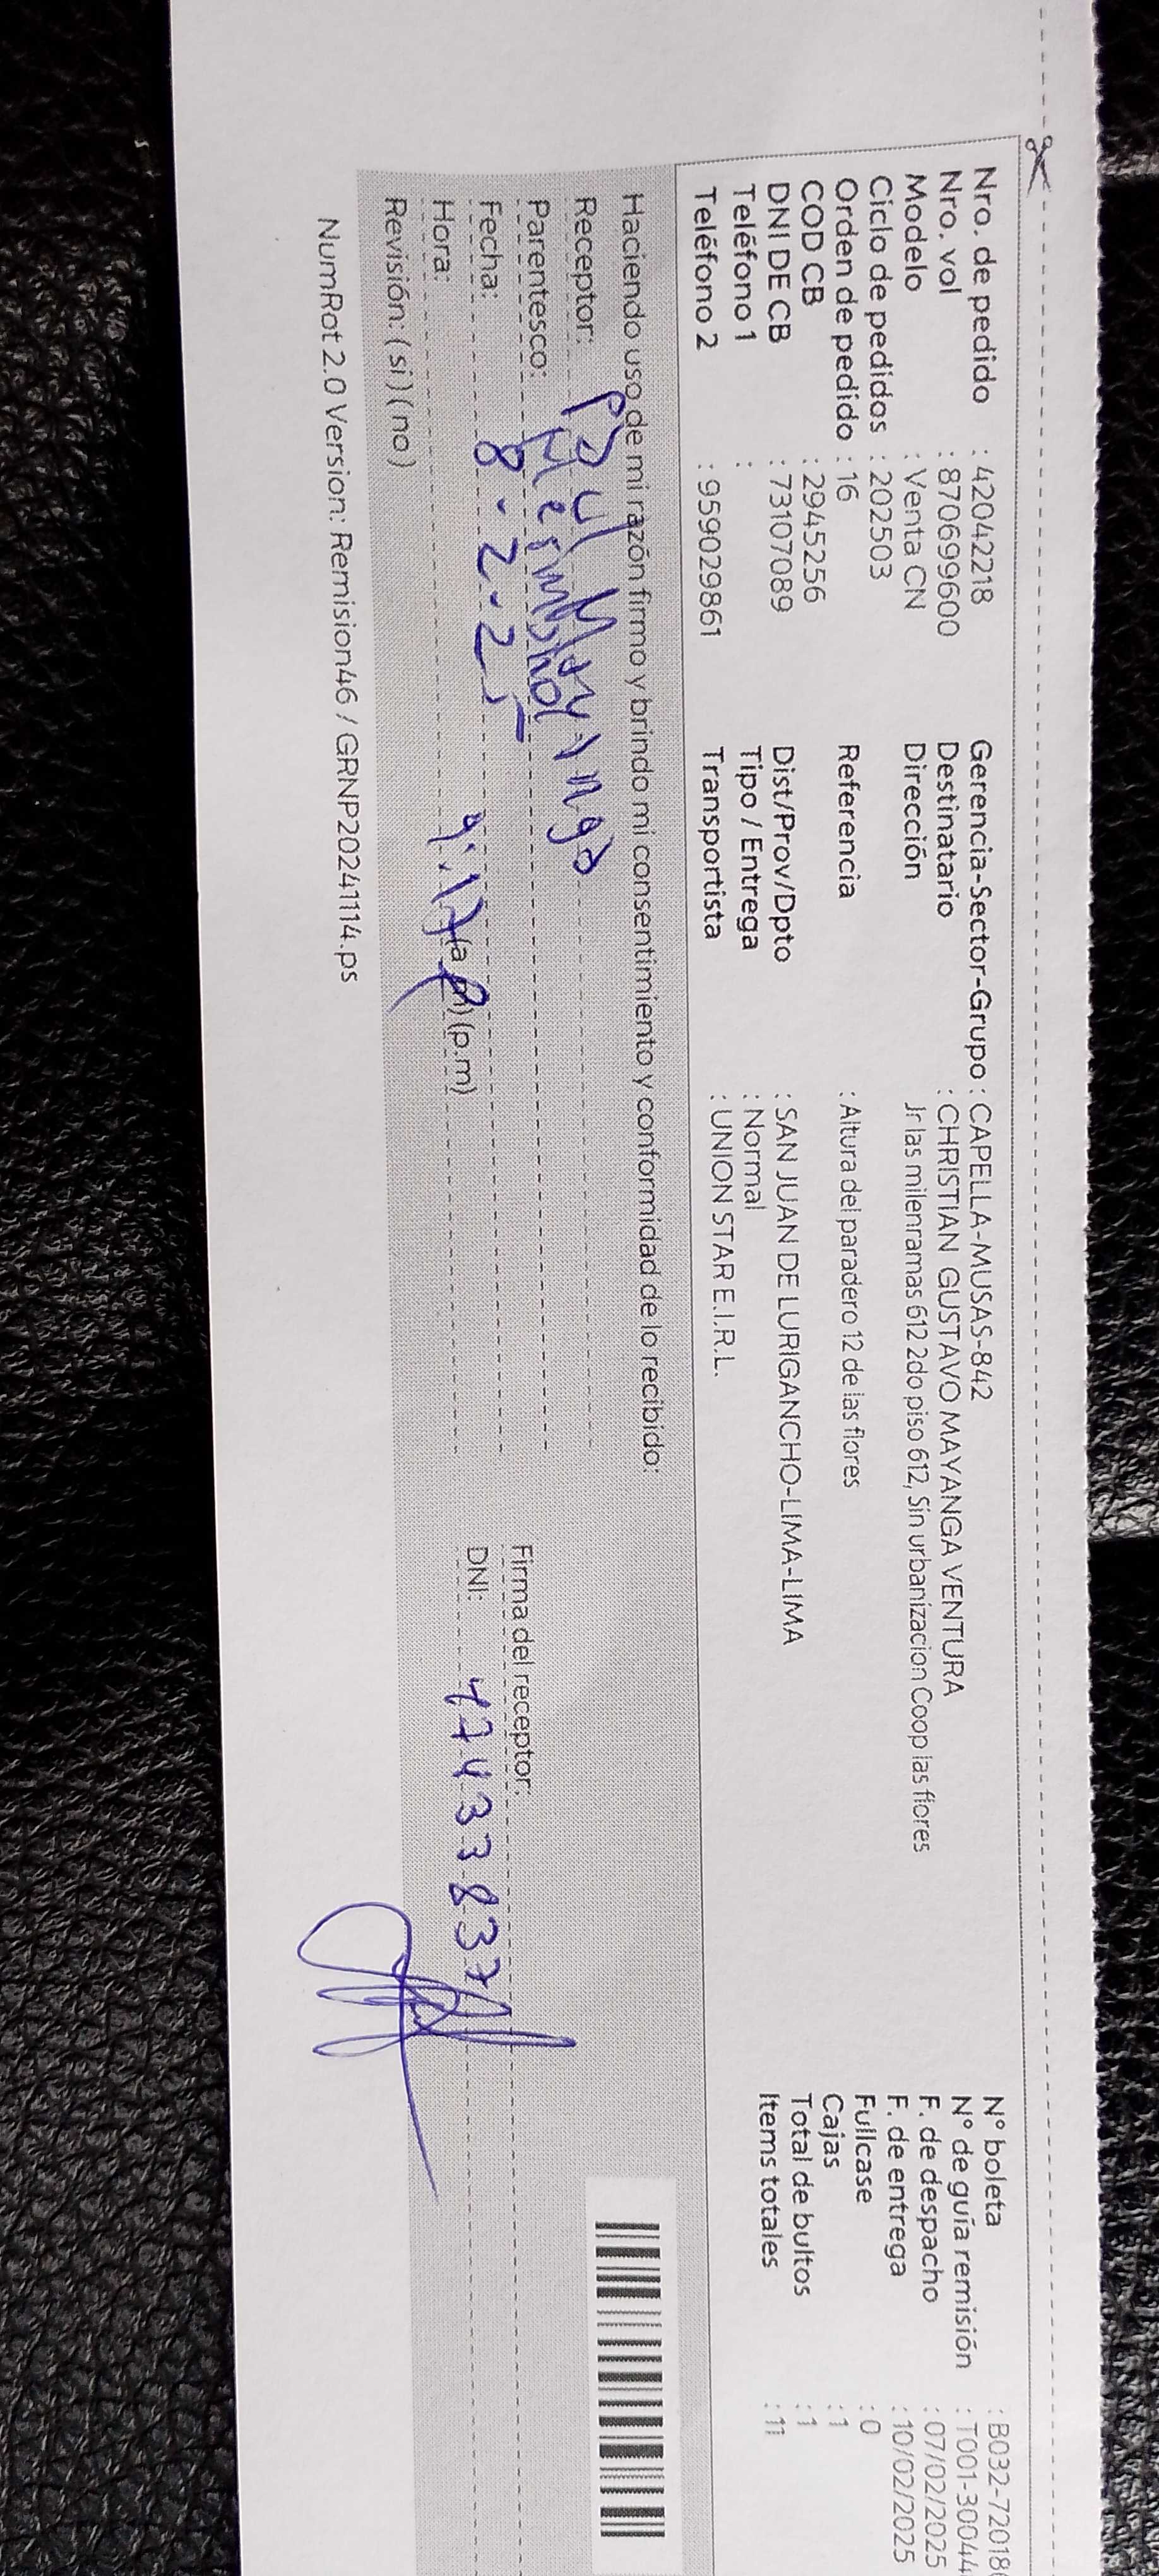 Nro. de pedido : 42042218
Nro. vol : 870699600
Modelo : Venta CN
Ciclo de pedidos : 202503
Orden de pedido : 16
COD CB : 2945256
DNI DE CB : 73107089
Teléfono 1 :
Teléfono 2 : 959029861
Gerencia-Sector-Grupo : CAPELLA-MUSAS-842
Destinatario : CHRISTIAN GUSTAVO MAYANGA VENTURA
Dirección Jr las milenramas 612 2do piso 612, Sin urbanizacion Coop las flores
Referencia : Altura del paradero 12 de las flores
Dist/Prov/Dpto : SAN JUAN DE LURIGANCHO-LIMA-LIMA
Tipo / Entrega : Normal
Transportista : UNION STAR E.I.R.L.
N° boleta : B032-72018
N° de guía remisión : T001-30044
F. de despacho : 07/02/2025
F. de entrega : 10/02/2025
Fullcase : 0
Cajas : 1
Total de bultos : 1
Items totales : 11
Haciendo uso de mi razón firmo y brindo mi consentimiento y conformidad de lo recibido:
Receptor:
Parentesco:
Fecha: 8.2.25
Hora: (p.m)
Revisión: (si) (no)
Firma del receptor:
DNI: 47433837
NumRot 2.0 Version: Remision46 / GRNP20241114.ps